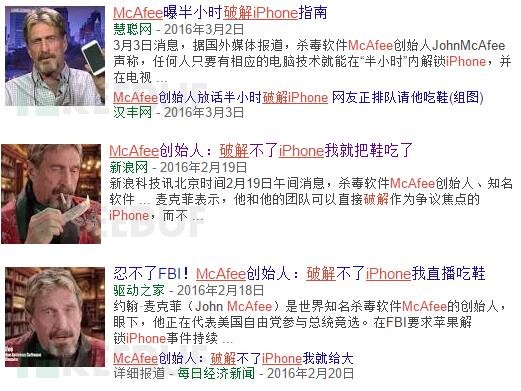 McAfee曝半小时破解iPhone指南
慧聪网 - 2016年3月2日
3月3日消息，据国外媒体报道，杀毒软件McAfee创始人JohnMcAfee
声称，任何人只要有相应的电脑技术就能在“半小时”内解锁iPhone，并
在电视 ...
McAfee创始人放话半小时破解iPhone 网友正排队请他吃鞋(组图)
汉丰网 - 2016年3月3日
McAfee创始人：破解不了iPhone我就把鞋吃了
新浪网 - 2016年2月19日
新浪科技讯北京时间2月19日午间消息，杀毒软件McAfee创始人、知名
软件 ... 麦克菲表示，他和他的团队可以直接破解作为争议焦点的
iPhone，而不 ...
忍不了FBI！McAfee创始人：破解不了iPhone我直播吃鞋
驱动之家 - 2016年2月18日
约翰·麦克菲（John McAfee）是世界知名杀毒软件McAfee的创始人，
眼下，他正在代表美国自由党参与总统竞选。在FBI要求苹果解
锁iPhone事件持续 ...
McAfee创始人：破解不了iPhone我就给大
详细报道 - 每日经济新闻 - 2016年2月20日